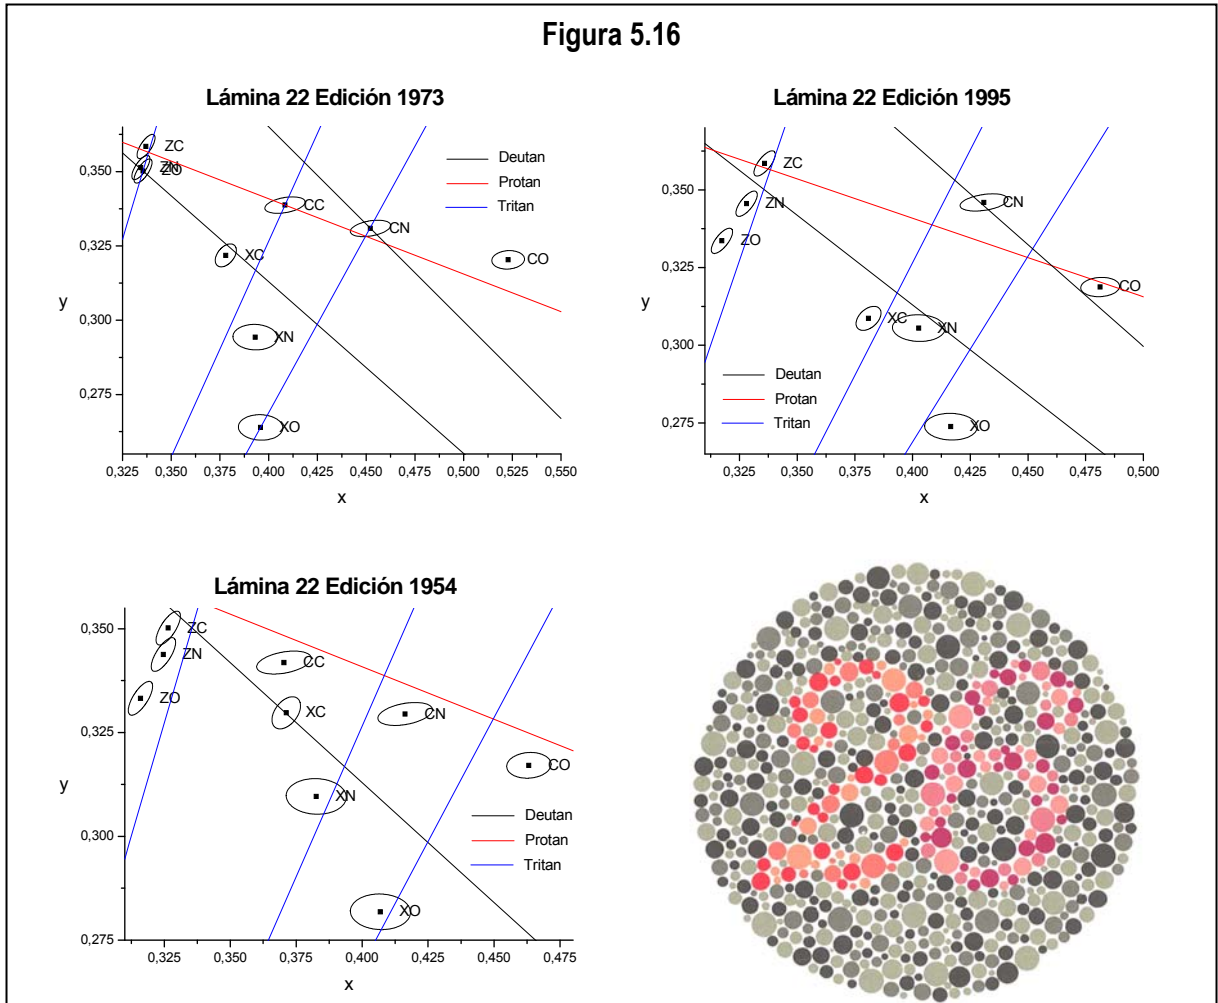 Figura 5.16
Lámina 22 Edición 1973
0,350
0,325
0,300
0,275
y
ZC
ZN
ZO
CC
CN
CO
XC
XN
XO
Deutan
Protan
Tritan
0,325 0,350 0,375 0,400 0,425 0,450 0,475 0,500 0,525 0,550
x
Lámina 22 Edición 1995
0,350
0,325
0,300
0,275
y
ZC
ZN
ZO
CN
CO
XC
XN
XO
Deutan
Protan
Tritan
0,325 0,350 0,375 0,400 0,425 0,450 0,475 0,500
x
Lámina 22 Edición 1954
0,350
0,325
0,300
0,275
y
ZC
ZN
ZO
CC
XC
CN
CO
XN
XO
Deutan
Protan
Tritan
0,325 0,350 0,375 0,400 0,425 0,450 0,475
x
26